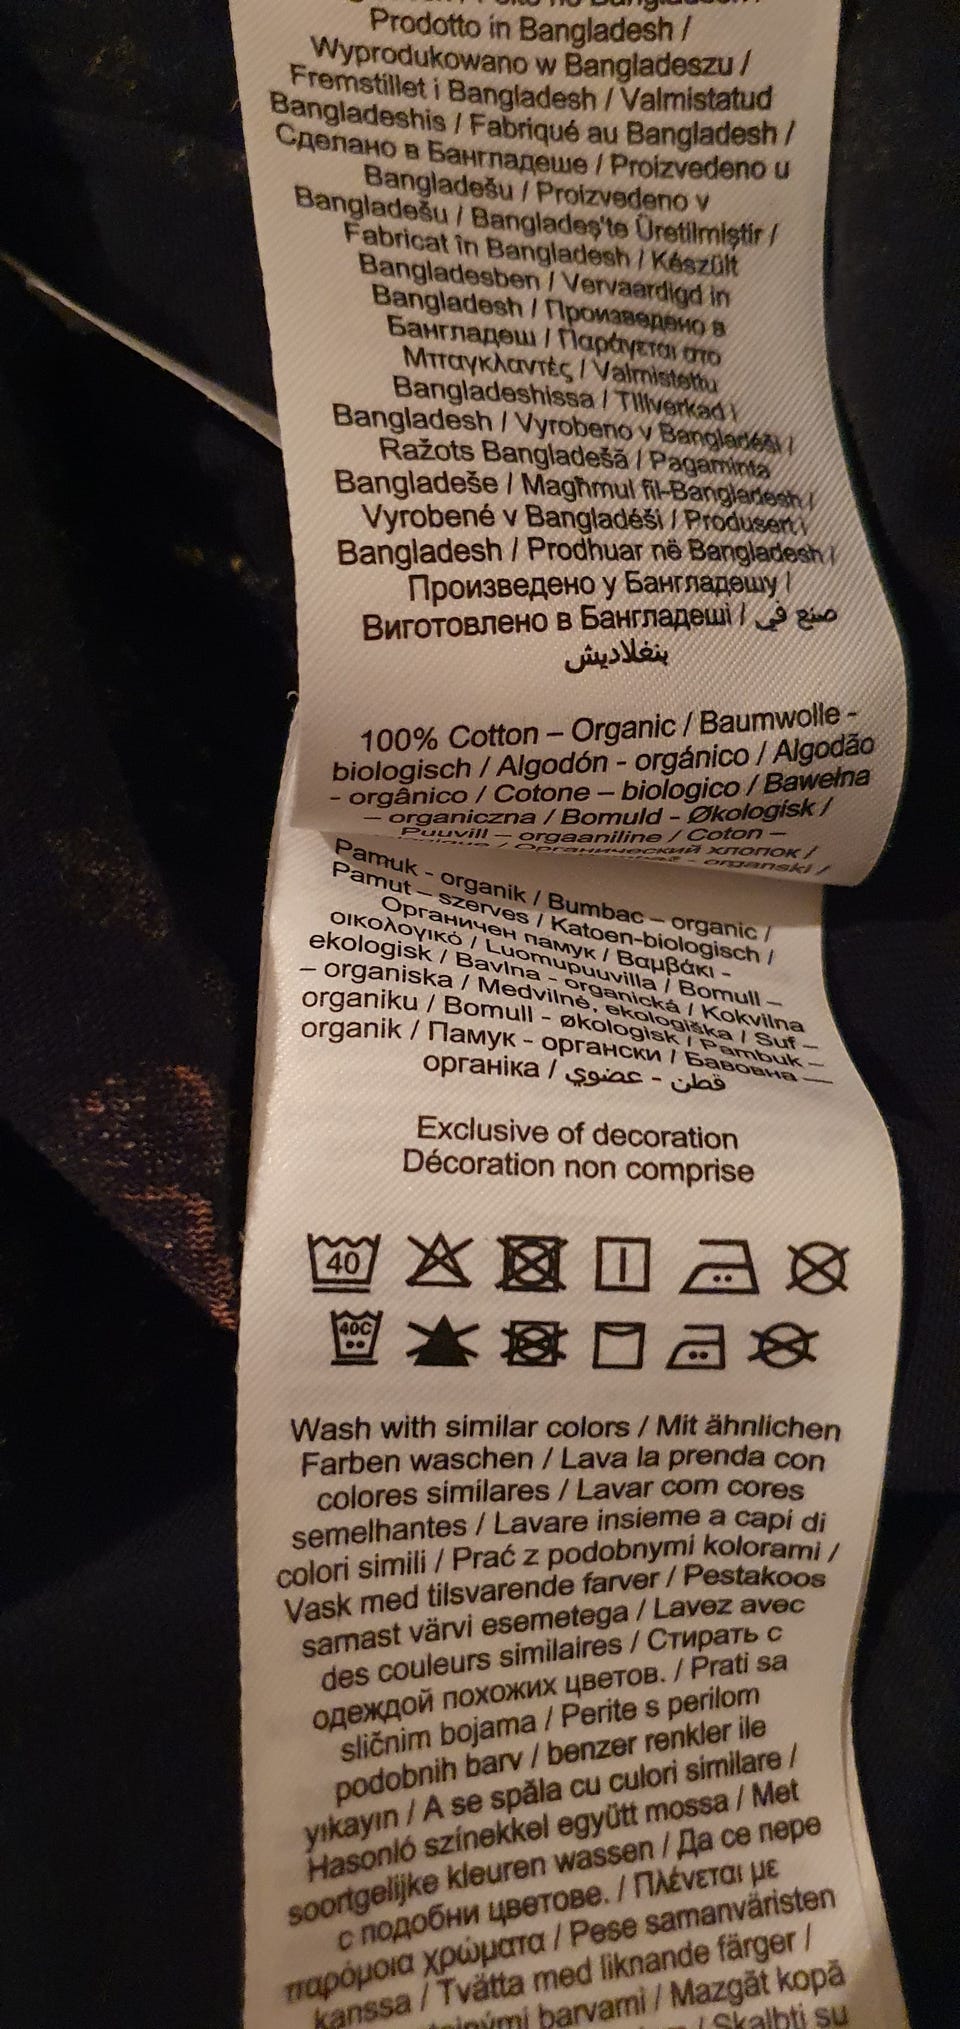 Prodotto in Bangladesh /
Wyprodukowano w Bangladeszu /
Fremstillet i Bangladesh / Valmistatud
Bangladeshis / Fabriqué au Bangladesh /
Сделано в Бангладеше / Proizvedeno u
Bangladešu / Proizvedeno v
Bangladešu / Bangladeş'te Üretilmiştir /
Fabricat în Bangladesh / Készült
Bangladesben / Vervaardigd in
Bangladesh / Произведено в
Бангладеш / Παράγεται στο
Μπαγκλαντές / Valmistettu
Bangladeshissa / Tillverkad i
Bangladesh / Vyrobeno v Bangladéši /
Ražots Bangladešā / Pagaminta
Bangladeše / Magħmul fil-Bangladesh /
Vyrobené v Bangladéši / Produsert i
Bangladesh / Prodhuar në Bangladesh /
Произведено у Бангладешу /
Виготовлено в Бангладеші / صنع في
بنغلاديش
100% Cotton – Organic / Baumwolle -
biologisch / Algodón - orgánico / Algodão
- orgânico / Cotone – biologico / Bawełna
– organiczna / Bomuld - Økologisk /
Puuvill – orgaaniline / Coton –
/ Органический хлопок /
- organski /
Pamuk - organik / Bumbac – organic /
Pamut – szerves / Katoen-biologisch /
Органичен памук / Βαμβάκι -
οικολογικό / Luomupuuvilla / Bomull –
ekologisk / Bavlna - organická / Kokvilna
– organiska / Medvilnė, ekologiška / Suf –
organiku / Bomull - økologisk / Pambuk –
organik / Памук - органски / Бавовна —
органіка / قطن - عضوي
Exclusive of decoration
Décoration non comprise
40
40C
Wash with similar colors / Mit ähnlichen
Farben waschen / Lava la prenda con
colores similares / Lavar com cores
semelhantes / Lavare insieme a capi di
colori simili / Prać z podobnymi kolorami /
Vask med tilsvarende farver / Pestakoos
samast värvi esemetega / Lavez avec
des couleurs similaires / Стирать с
одеждой похожих цветов. / Prati sa
sličnim bojama / Perite s perilom
podobnih barv / benzer renkler ile
yıkayın / A se spăla cu culori similare /
Hasonló színekkel együtt mossa / Met
soortgelijke kleuren wassen / Да се пере
с подобни цветове. / Πλένεται με
παρόμοια χρώματα / Pese samanväristen
kanssa / Tvätta med liknande färger /
barvami / Mazgāt kopā
/ Skalbti su